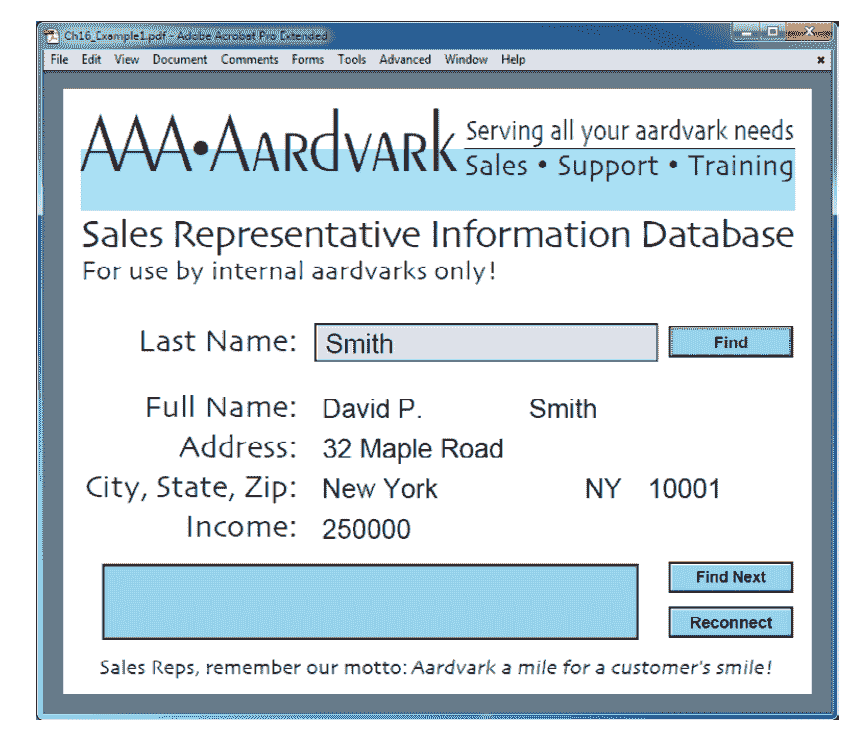 Ch16_Example1.pdf - Adobe Acrobat Pro Extended
File Edit View Document Comments Forms Tools Advanced Window Help
AAA•AARdVARk
Serving all your aardvark needs
Sales • Support • Training
Sales Representative Information Database
For use by internal aardvarks only!
Last Name: Smith Find
Full Name: David P. Smith
Address: 32 Maple Road
City, State, Zip: New York NY 10001
Income: 250000
Find Next
Reconnect
Sales Reps, remember our motto: Aardvark a mile for a customer's smile!